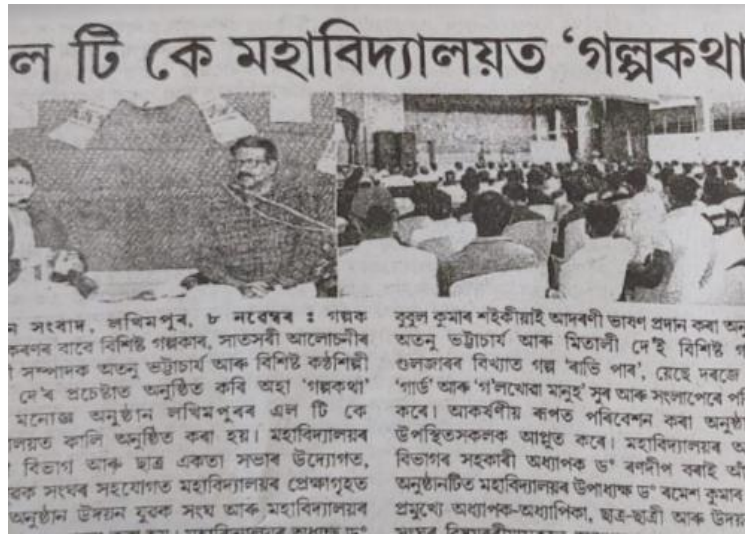 ল টি কে মহাবিদ্যালয়ত ‘গল্পকথা
ন সংবাদ, লখিমপুৰ, ৮ নৱেম্বৰ : গল্পক
কৰণৰ বাবে বিশিষ্ট গল্পকাৰ, সাতসৰী আলোচনীৰ
সম্পাদক অতনু ভট্টাচাৰ্য আৰু বিশিষ্ট কণ্ঠশিল্পী
দে’ৰ প্ৰচেষ্টাত অনুষ্ঠিত কৰি অহা ‘গল্পকথা’
মনোজ্ঞ অনুষ্ঠান লখিমপুৰৰ এল টি কে
লয়ত কালি অনুষ্ঠিত কৰা হয়। মহাবিদ্যালয়ৰ
বিভাগ আৰু ছাত্ৰ একতা সভাৰ উদ্যোগত,
ৱক সংঘৰ সহযোগত মহাবিদ্যালয়ৰ প্ৰেক্ষাগৃহত
অনুষ্ঠান উদয়ন যুৱক সংঘ আৰু মহাবিদ্যালয়ৰ
বুবুল কুমাৰ শইকীয়াই আদৰণী ভাষণ প্ৰদান কৰা অনু
অতনু ভট্টাচাৰ্য আৰু মিতালী দে’ই বিশিষ্ট গ
গুলজাৰৰ বিখ্যাত গল্প ‘ৰাভি পাৰ’, য়েছে দৰজে
‘গাৰ্ড’ আৰু ‘গ’লখোৱা মানুহ’ সুৰ আৰু সংলাপেৰে পৰি
কৰে। আকৰ্ষণীয় ৰূপত পৰিবেশন কৰা অনুষ্ঠা
উপস্থিতসকলক আপ্লুত কৰে। মহাবিদ্যালয়ৰ অ
বিভাগৰ সহকাৰী অধ্যাপক ড° ৰণদীপ বৰাই আঁ
অনুষ্ঠানটিত মহাবিদ্যালয়ৰ উপাধ্যক্ষ ড° ৰমেশ কুমাৰ
প্ৰমুখ্যে অধ্যাপক-অধ্যাপিকা, ছাত্ৰ-ছাত্ৰী আৰু উদয়